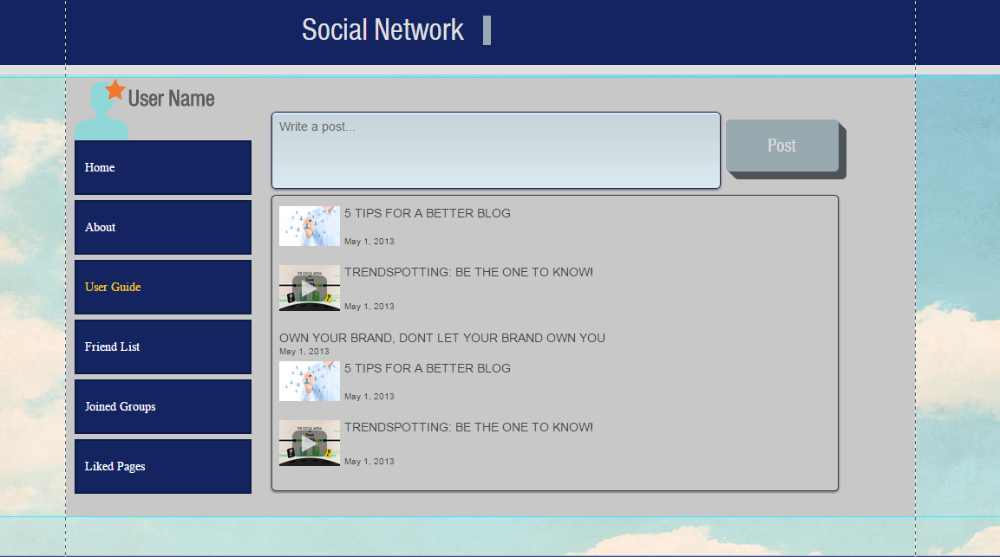 Social Network
User Name
Write a post...
Post
Home
About
User Guide
Friend List
Joined Groups
Liked Pages
5 TIPS FOR A BETTER BLOG
May 1, 2013
TRENDSPOTTING: BE THE ONE TO KNOW!
May 1, 2013
OWN YOUR BRAND, DONT LET YOUR BRAND OWN YOU
May 1, 2013
5 TIPS FOR A BETTER BLOG
May 1, 2013
TRENDSPOTTING: BE THE ONE TO KNOW!
May 1, 2013